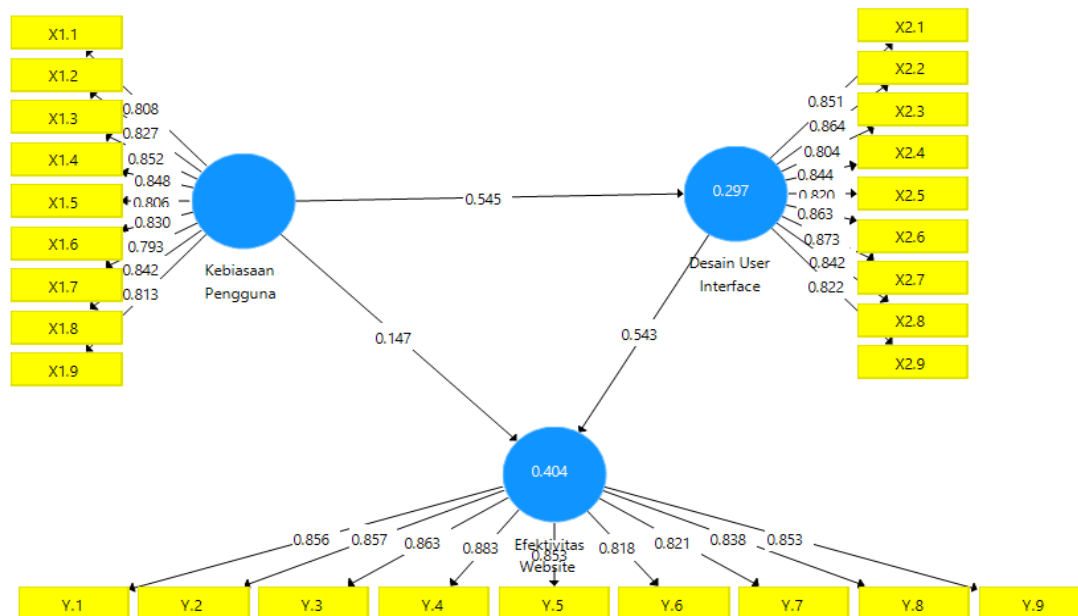 X1.1
X1.2
X1.3
X1.4
X1.5
X1.6
X1.7
X1.8
X1.9
0.808
0.827
0.852
0.848
0.806
0.830
0.793
0.842
0.813
Kebiasaan
Pengguna
0.545
0.297
Desain User
Interface
X2.1
X2.2
X2.3
X2.4
X2.5
X2.6
X2.7
X2.8
X2.9
0.851
0.864
0.804
0.844
0.820
0.863
0.873
0.842
0.822
0.147
0.543
0.404
Efektivitas
Website
0.856
0.857
0.863
0.883
0.853
0.818
0.821
0.838
0.853
Y.1
Y.2
Y.3
Y.4
Y.5
Y.6
Y.7
Y.8
Y.9